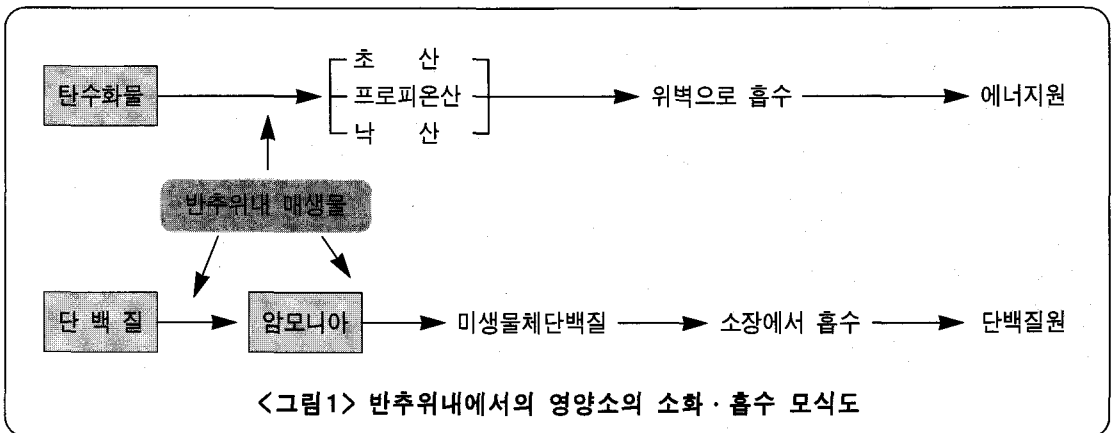 초 산
탄수화물 프로피온산 위벽으로 흡수 에너지원
낙 산
반추위내 매생물
단 백 질 암모니아 미생물체단백질 소장에서 흡수 단백질원
<그림1> 반추위내에서의 영양소의 소화 · 흡수 모식도